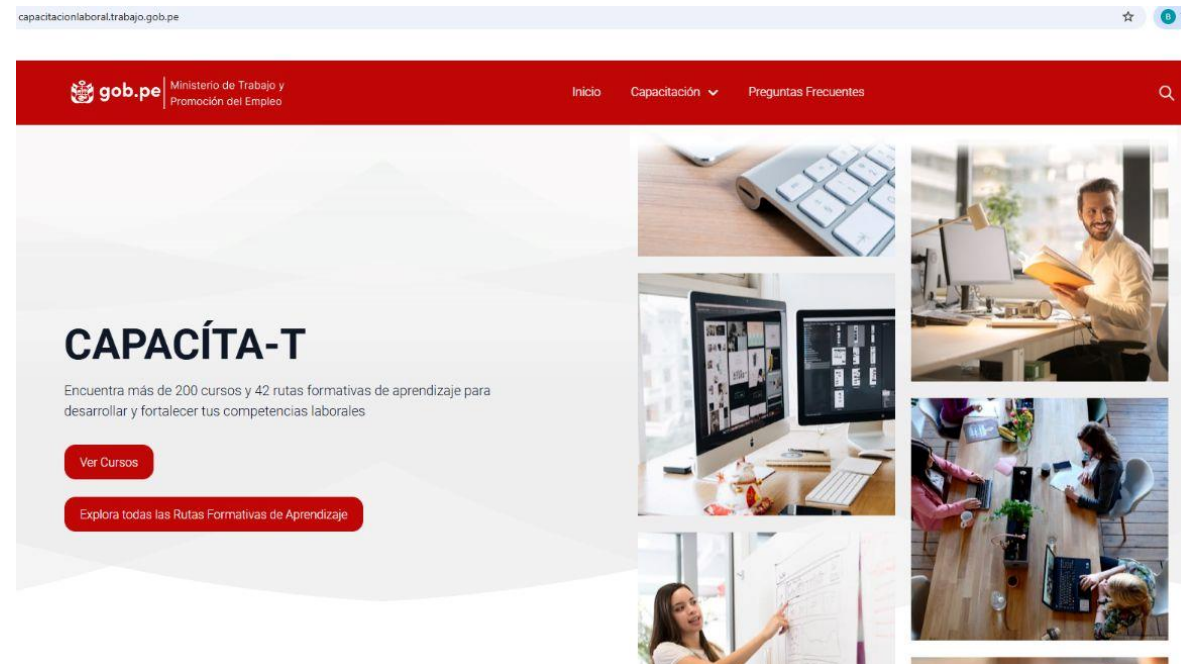 capacitacionlaboral.trabajo.gob.pe
B
gob.pe
Ministerio de Trabajo y
Promoción del Empleo
Inicio
Capacitación
Preguntas Frecuentes
CAPACÍTA-T
Encuentra más de 200 cursos y 42 rutas formativas de aprendizaje para
desarrollar y fortalecer tus competencias laborales
Ver Cursos
Explora todas las Rutas Formativas de Aprendizaje